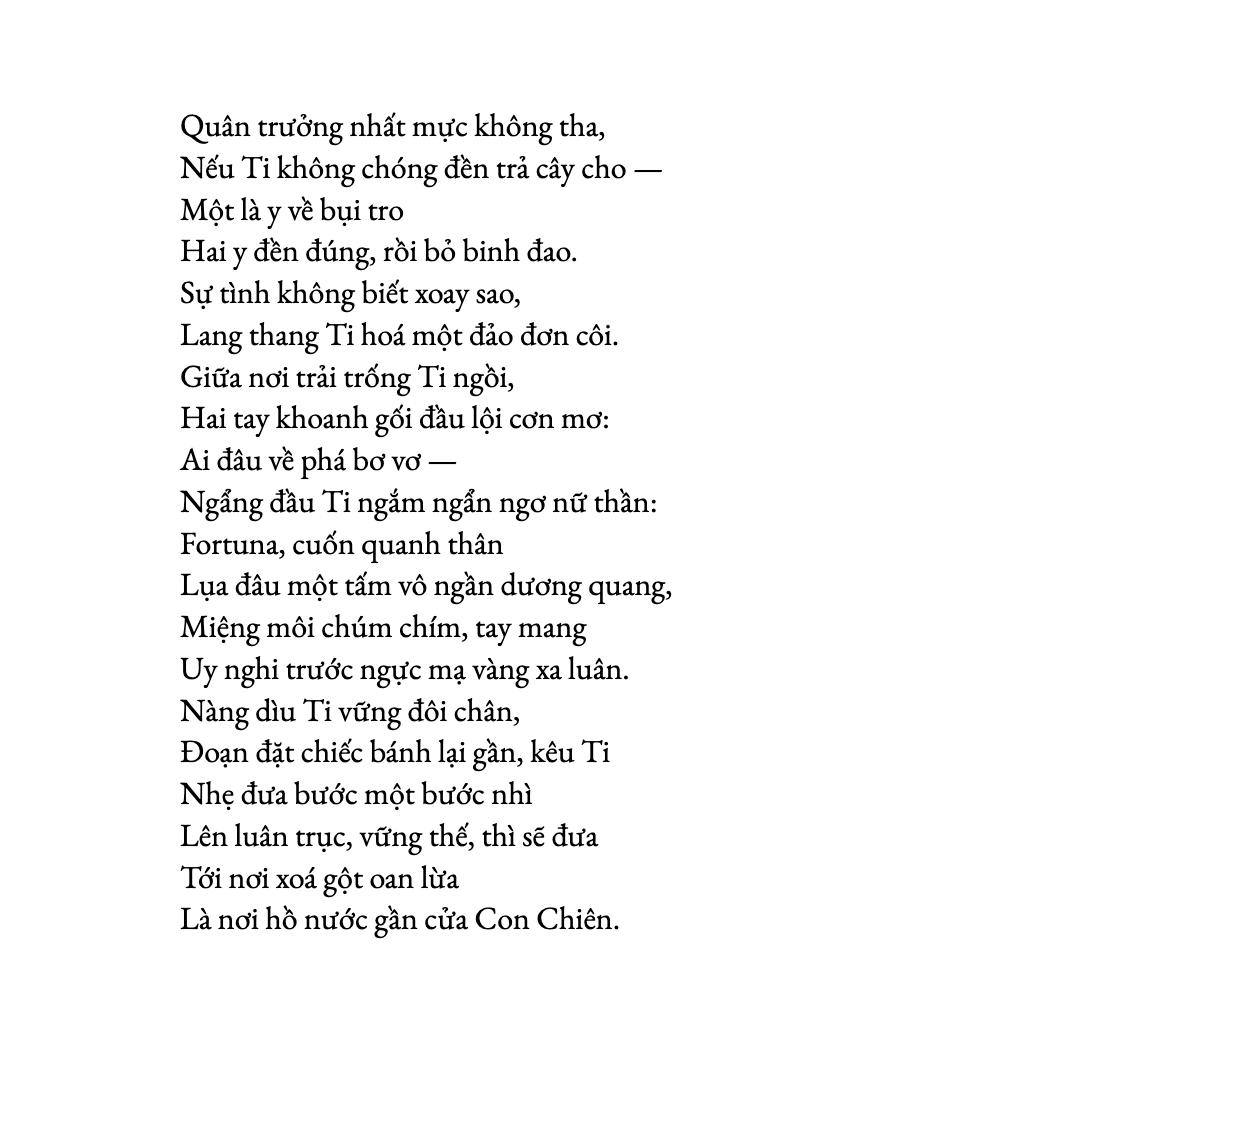 Quân trưởng nhất mực không tha,
Nếu Ti không chóng đền trả cây cho —
Một là y về bụi tro
Hai y đền đúng, rồi bỏ binh đao.
Sự tình không biết xoay sao,
Lang thang Ti hoá một đảo đơn côi.
Giữa nơi trải trống Ti ngồi,
Hai tay khoanh gối đầu lội cơn mơ:
Ai đâu về phá bơ vơ —
Ngẩng đầu Ti ngắm ngẩn ngơ nữ thần:
Fortuna, cuốn quanh thân
Lụa đâu một tấm vô ngần dương quang,
Miệng môi chúm chím, tay mang
Uy nghi trước ngực mạ vàng xa luân.
Nàng dìu Ti vững đôi chân,
Đoạn đặt chiếc bánh lại gần, kêu Ti
Nhẹ đưa bước một bước nhì
Lên luân trục, vững thế, thì sẽ đưa
Tới nơi xoá gột oan lừa
Là nơi hồ nước gần cửa Con Chiên.